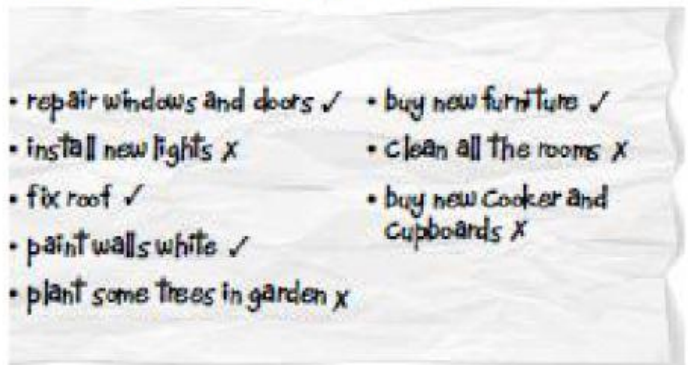 • repair windows and doors ✓
• install new lights ✗
• fix roof ✓
• paint walls white ✓
• plant some trees in garden ✗
• buy new furniture ✓
• clean all the rooms ✗
• buy new cooker and
cupboards ✗